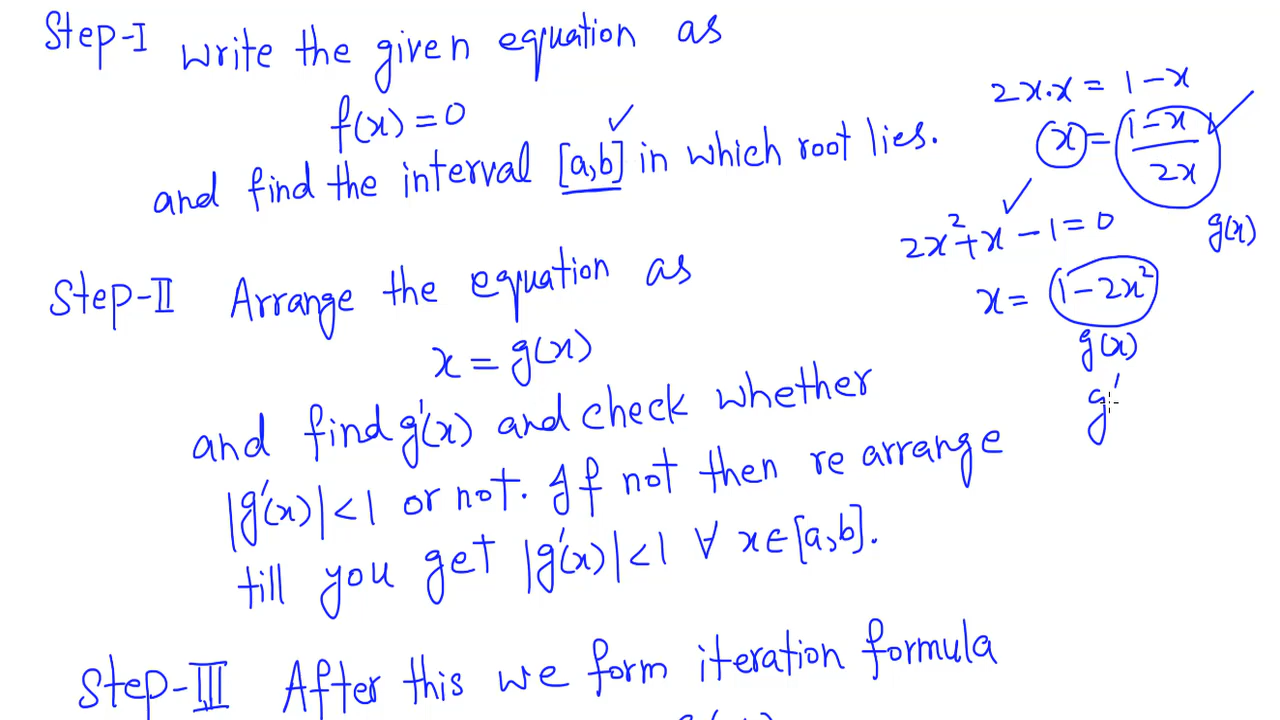 Step-I Write the given equation as
f(x) = 0
and find the interval [a,b] in which root lies.
Step-II Arrange the equation as
x = g(x)
and find g'(x) and check whether
|g'(x)| < 1 or not. If not then re arrange
till you get |g'(x)| < 1 ∀ x ∈ [a,b].
Step-III After this we form iteration formula
2x.x = 1-x
x = (1-x)/2x
g(x)
2x²+x-1=0
x = 1-2x²
g(x)
g'